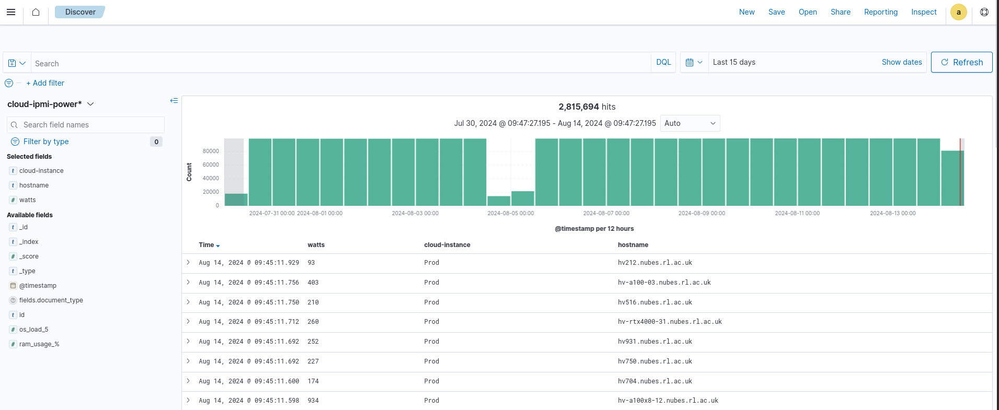 Discover New Save Open Share Reporting Inspect a
Search DQL Last 15 days Show dates Refresh
+ Add filter
cloud-ipmi-power*
Search field names
Filter by type 0
Selected fields
t cloud-instance
t hostname
# watts
Available fields
t _id
t _index
# _score
t _type
@timestamp
? fields.document_type
t id
# os_load_5
# ram_usage_%
2,815,694 hits
Jul 30, 2024 @ 09:47:27.195 - Aug 14, 2024 @ 09:47:27.195 Auto
Count
80000
60000
40000
20000
0
2024-07-31 00:00 2024-08-01 00:00 2024-08-03 00:00 2024-08-05 00:00 2024-08-07 00:00 2024-08-09 00:00 2024-08-11 00:00 2024-08-13 00:00
@timestamp per 12 hours
Time watts cloud-instance hostname
Aug 14, 2024 @ 09:45:11.929 93 Prod hv212.nubes.rl.ac.uk
Aug 14, 2024 @ 09:45:11.756 403 Prod hv-a100-03.nubes.rl.ac.uk
Aug 14, 2024 @ 09:45:11.750 210 Prod hv516.nubes.rl.ac.uk
Aug 14, 2024 @ 09:45:11.712 260 Prod hv-rtx4000-31.nubes.rl.ac.uk
Aug 14, 2024 @ 09:45:11.692 252 Prod hv931.nubes.rl.ac.uk
Aug 14, 2024 @ 09:45:11.692 227 Prod hv750.nubes.rl.ac.uk
Aug 14, 2024 @ 09:45:11.600 174 Prod hv704.nubes.rl.ac.uk
Aug 14, 2024 @ 09:45:11.598 934 Prod hv-a100x8-12.nubes.rl.ac.uk